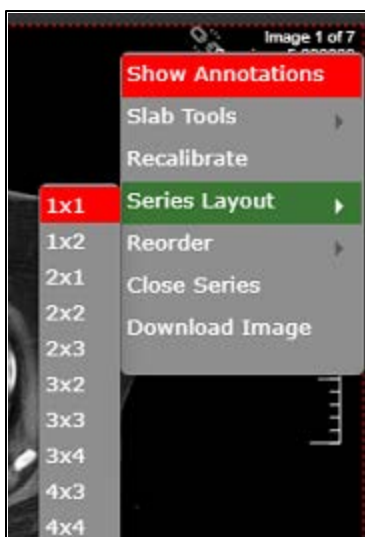 Image 1 of 7
Show Annotations
Slab Tools
Recalibrate
Series Layout
Reorder
Close Series
Download Image
1x1
1x2
2x1
2x2
2x3
3x2
3x3
3x4
4x3
4x4